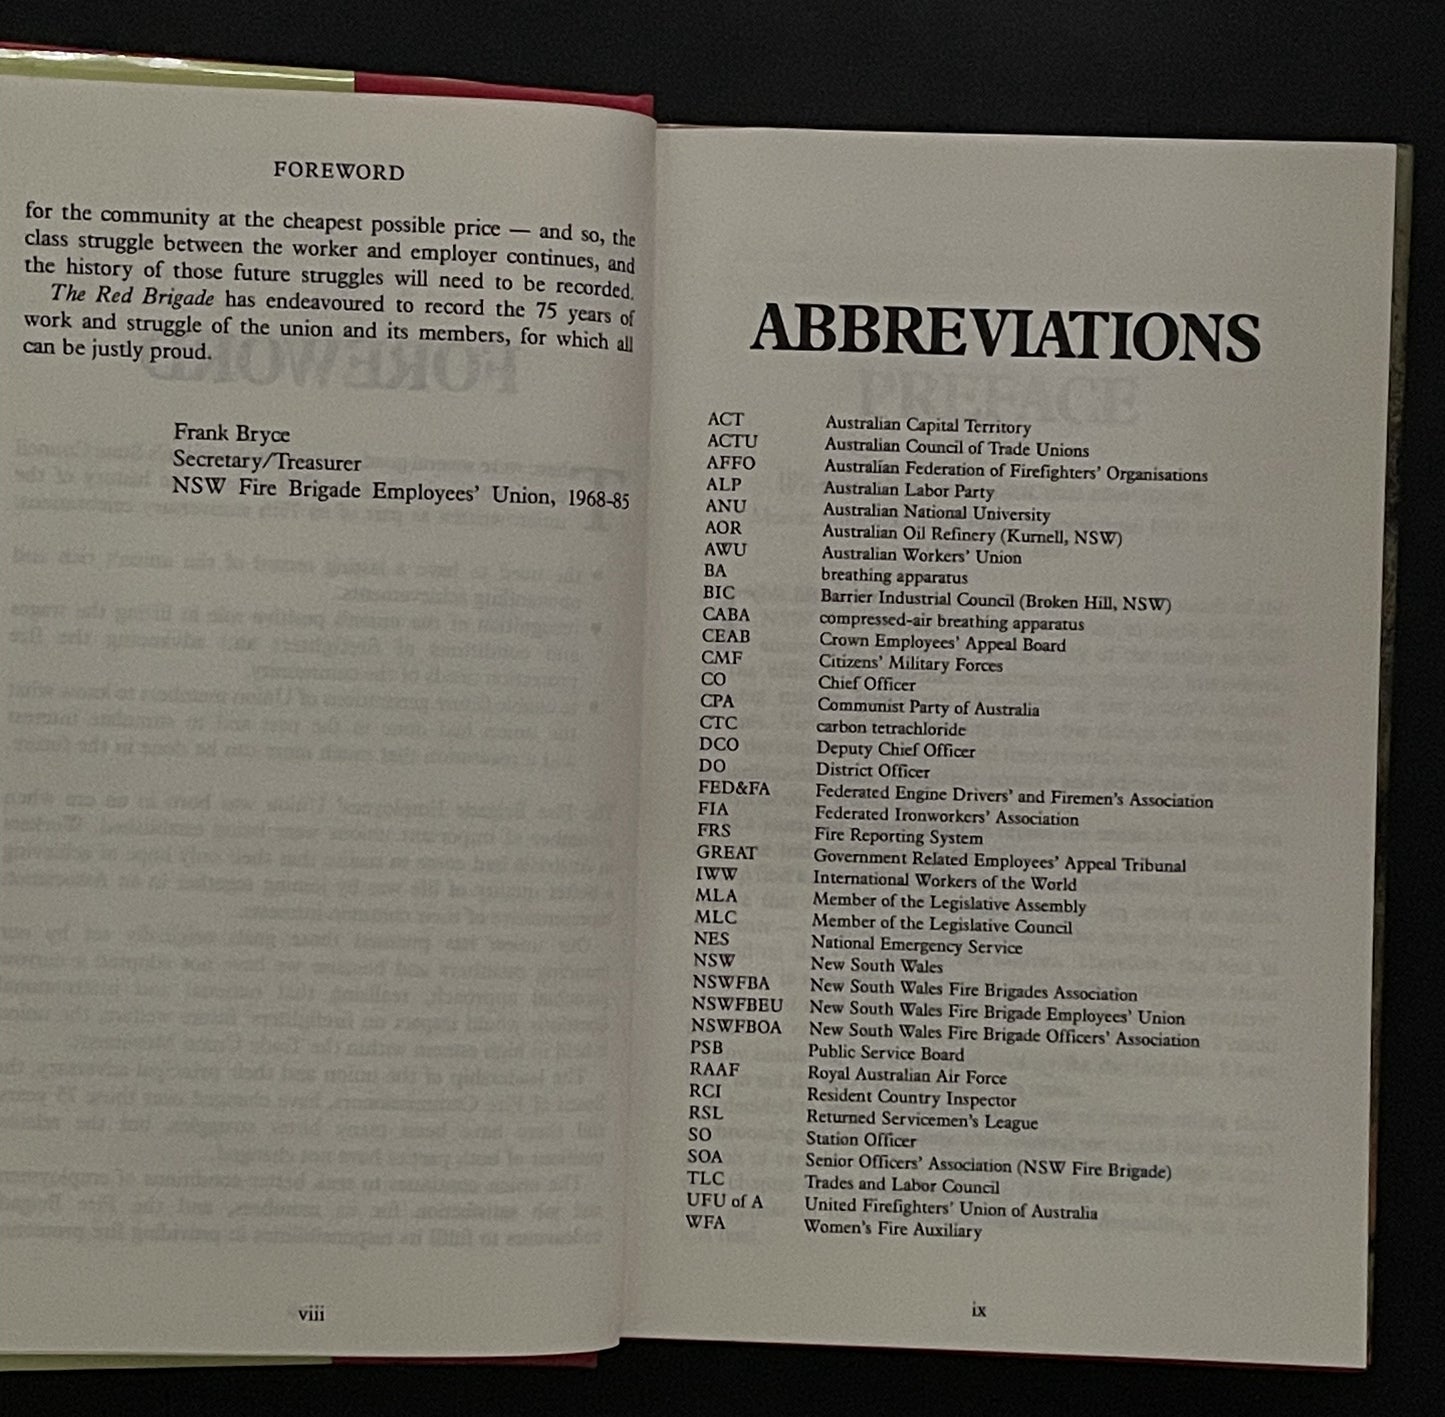 FOREWORD
for the community at the cheapest possible price — and so, the
class struggle between the worker and employer continues, and
the history of those future struggles will need to be recorded.
The Red Brigade has endeavoured to record the 75 years of
work and struggle of the union and its members, for which all
can be justly proud.
Frank Bryce
Secretary/Treasurer
NSW Fire Brigade Employees' Union, 1968-85
viii
ABBREVIATIONS
ACT Australian Capital Territory
ACTU Australian Council of Trade Unions
AFFO Australian Federation of Firefighters' Organisations
ALP Australian Labor Party
ANU Australian National University
AOR Australian Oil Refinery (Kurnell, NSW)
AWU Australian Workers' Union
BA breathing apparatus
BIC Barrier Industrial Council (Broken Hill, NSW)
CABA compressed-air breathing apparatus
CEAB Crown Employees' Appeal Board
CMF Citizens' Military Forces
CO Chief Officer
CPA Communist Party of Australia
CTC carbon tetrachloride
DCO Deputy Chief Officer
DO District Officer
FED&FA Federated Engine Drivers' and Firemen's Association
FIA Federated Ironworkers' Association
FRS Fire Reporting System
GREAT Government Related Employees' Appeal Tribunal
IWW International Workers of the World
MLA Member of the Legislative Assembly
MLC Member of the Legislative Council
NES National Emergency Service
NSW New South Wales
NSWFBA New South Wales Fire Brigades Association
NSWFBEU New South Wales Fire Brigade Employees' Union
NSWFBOA New South Wales Fire Brigade Officers' Association
PSB Public Service Board
RAAF Royal Australian Air Force
RCI Resident Country Inspector
RSL Returned Servicemen's League
SO Station Officer
SOA Senior Officers' Association (NSW Fire Brigade)
TLC Trades and Labor Council
UFU of A United Firefighters' Union of Australia
WFA Women's Fire Auxiliary
ix